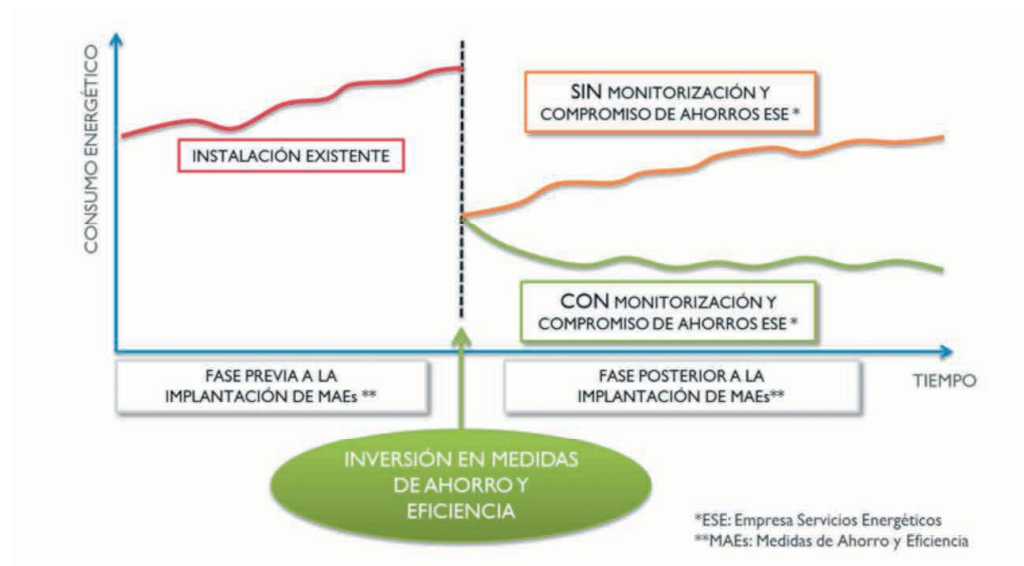 CONSUMO ENERGÉTICO
INSTALACIÓN EXISTENTE
SIN MONITORIZACIÓN Y
COMPROMISO DE AHORROS ESE *
CON MONITORIZACIÓN Y
COMPROMISO DE AHORROS ESE *
TIEMPO
FASE PREVIA A LA
IMPLANTACIÓN DE MAEs **
FASE POSTERIOR A LA
IMPLANTACIÓN DE MAEs**
INVERSIÓN EN MEDIDAS
DE AHORRO Y
EFICIENCIA
*ESE: Empresa Servicios Energéticos
**MAEs: Medidas de Ahorro y Eficiencia